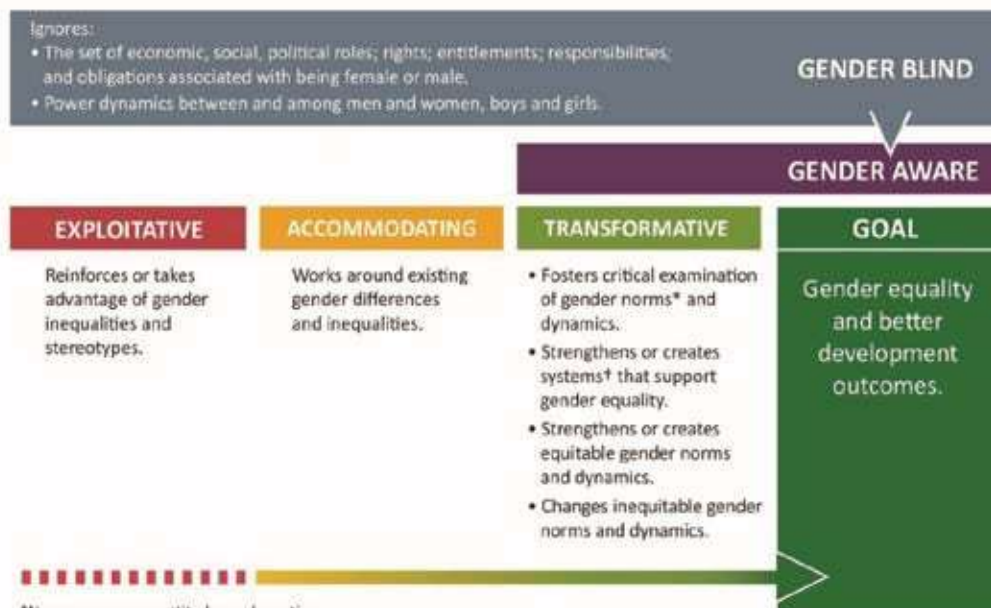 Ignores:
• The set of economic, social, political roles; rights; entitlements; responsibilities;
and obligations associated with being female or male.
• Power dynamics between and among men and women, boys and girls.
GENDER BLIND
GENDER AWARE
EXPLOITATIVE
Reinforces or takes
advantage of gender
inequalities and
stereotypes.
ACCOMMODATING
Works around existing
gender differences
and inequalities.
TRANSFORMATIVE
• Fosters critical examination
of gender norms* and
dynamics.
• Strengthens or creates
systems† that support
gender equality.
• Strengthens or creates
equitable gender norms
and dynamics.
• Changes inequitable gender
norms and dynamics.
GOAL
Gender equality
and better
development
outcomes.